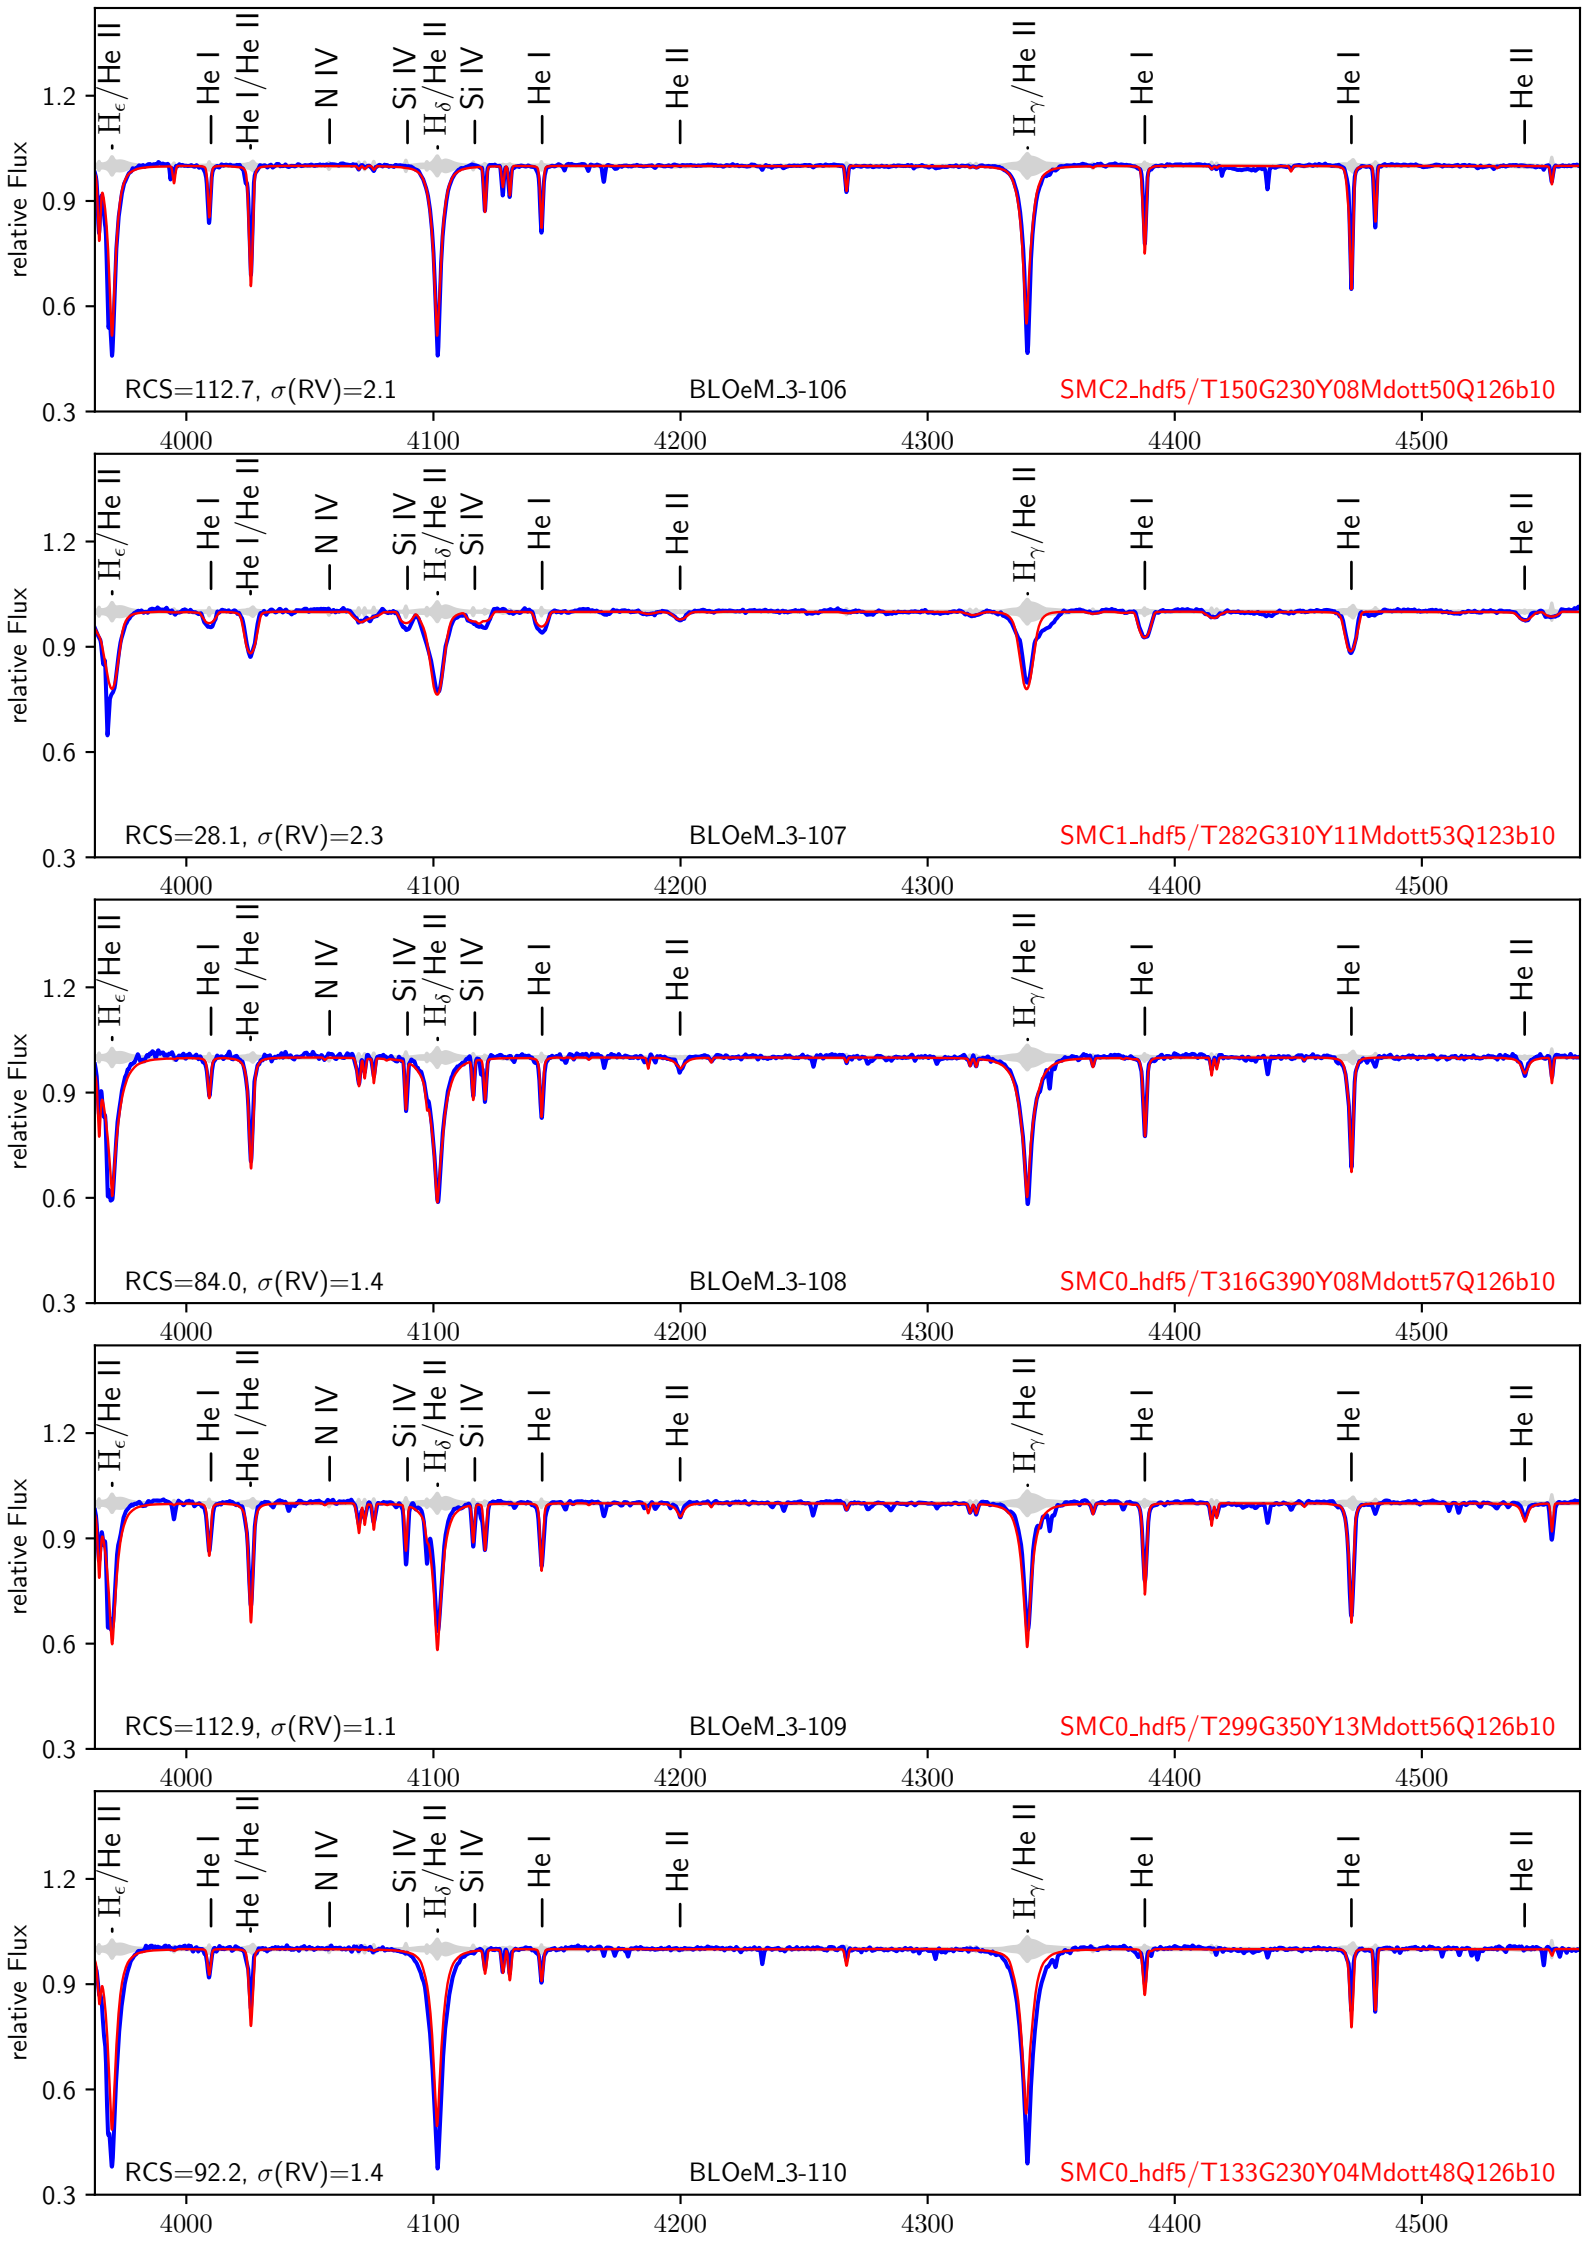 H_ϵ/He II
He I
He I/He II
N IV
Si IV
H_δ/He II
Si IV
He I
He II
H_γ/He II
He I
He I
He II
relative Flux
1.2
0.9
0.6
0.3
RCS=112.7, σ(RV)=2.1
BLOeM_3-106
SMC2_hdf5/T150G230Y08Mdott50Q126b10
4000 4100 4200 4300 4400 4500
H_ϵ/He II
He I
He I/He II
N IV
Si IV
H_δ/He II
Si IV
He I
He II
H_γ/He II
He I
He I
He II
relative Flux
1.2
0.9
0.6
0.3
RCS=28.1, σ(RV)=2.3
BLOeM_3-107
SMC1_hdf5/T282G310Y11Mdott53Q123b10
4000 4100 4200 4300 4400 4500
H_ϵ/He II
He I
He I/He II
N IV
Si IV
H_δ/He II
Si IV
He I
He II
H_γ/He II
He I
He I
He II
relative Flux
1.2
0.9
0.6
0.3
RCS=84.0, σ(RV)=1.4
BLOeM_3-108
SMC0_hdf5/T316G390Y08Mdott57Q126b10
4000 4100 4200 4300 4400 4500
H_ϵ/He II
He I
He I/He II
N IV
Si IV
H_δ/He II
Si IV
He I
He II
H_γ/He II
He I
He I
He II
relative Flux
1.2
0.9
0.6
0.3
RCS=112.9, σ(RV)=1.1
BLOeM_3-109
SMC0_hdf5/T299G350Y13Mdott56Q126b10
4000 4100 4200 4300 4400 4500
H_ϵ/He II
He I
He I/He II
N IV
Si IV
H_δ/He II
Si IV
He I
He II
H_γ/He II
He I
He I
He II
relative Flux
1.2
0.9
0.6
0.3
RCS=92.2, σ(RV)=1.4
BLOeM_3-110
SMC0_hdf5/T133G230Y04Mdott48Q126b10
4000 4100 4200 4300 4400 4500